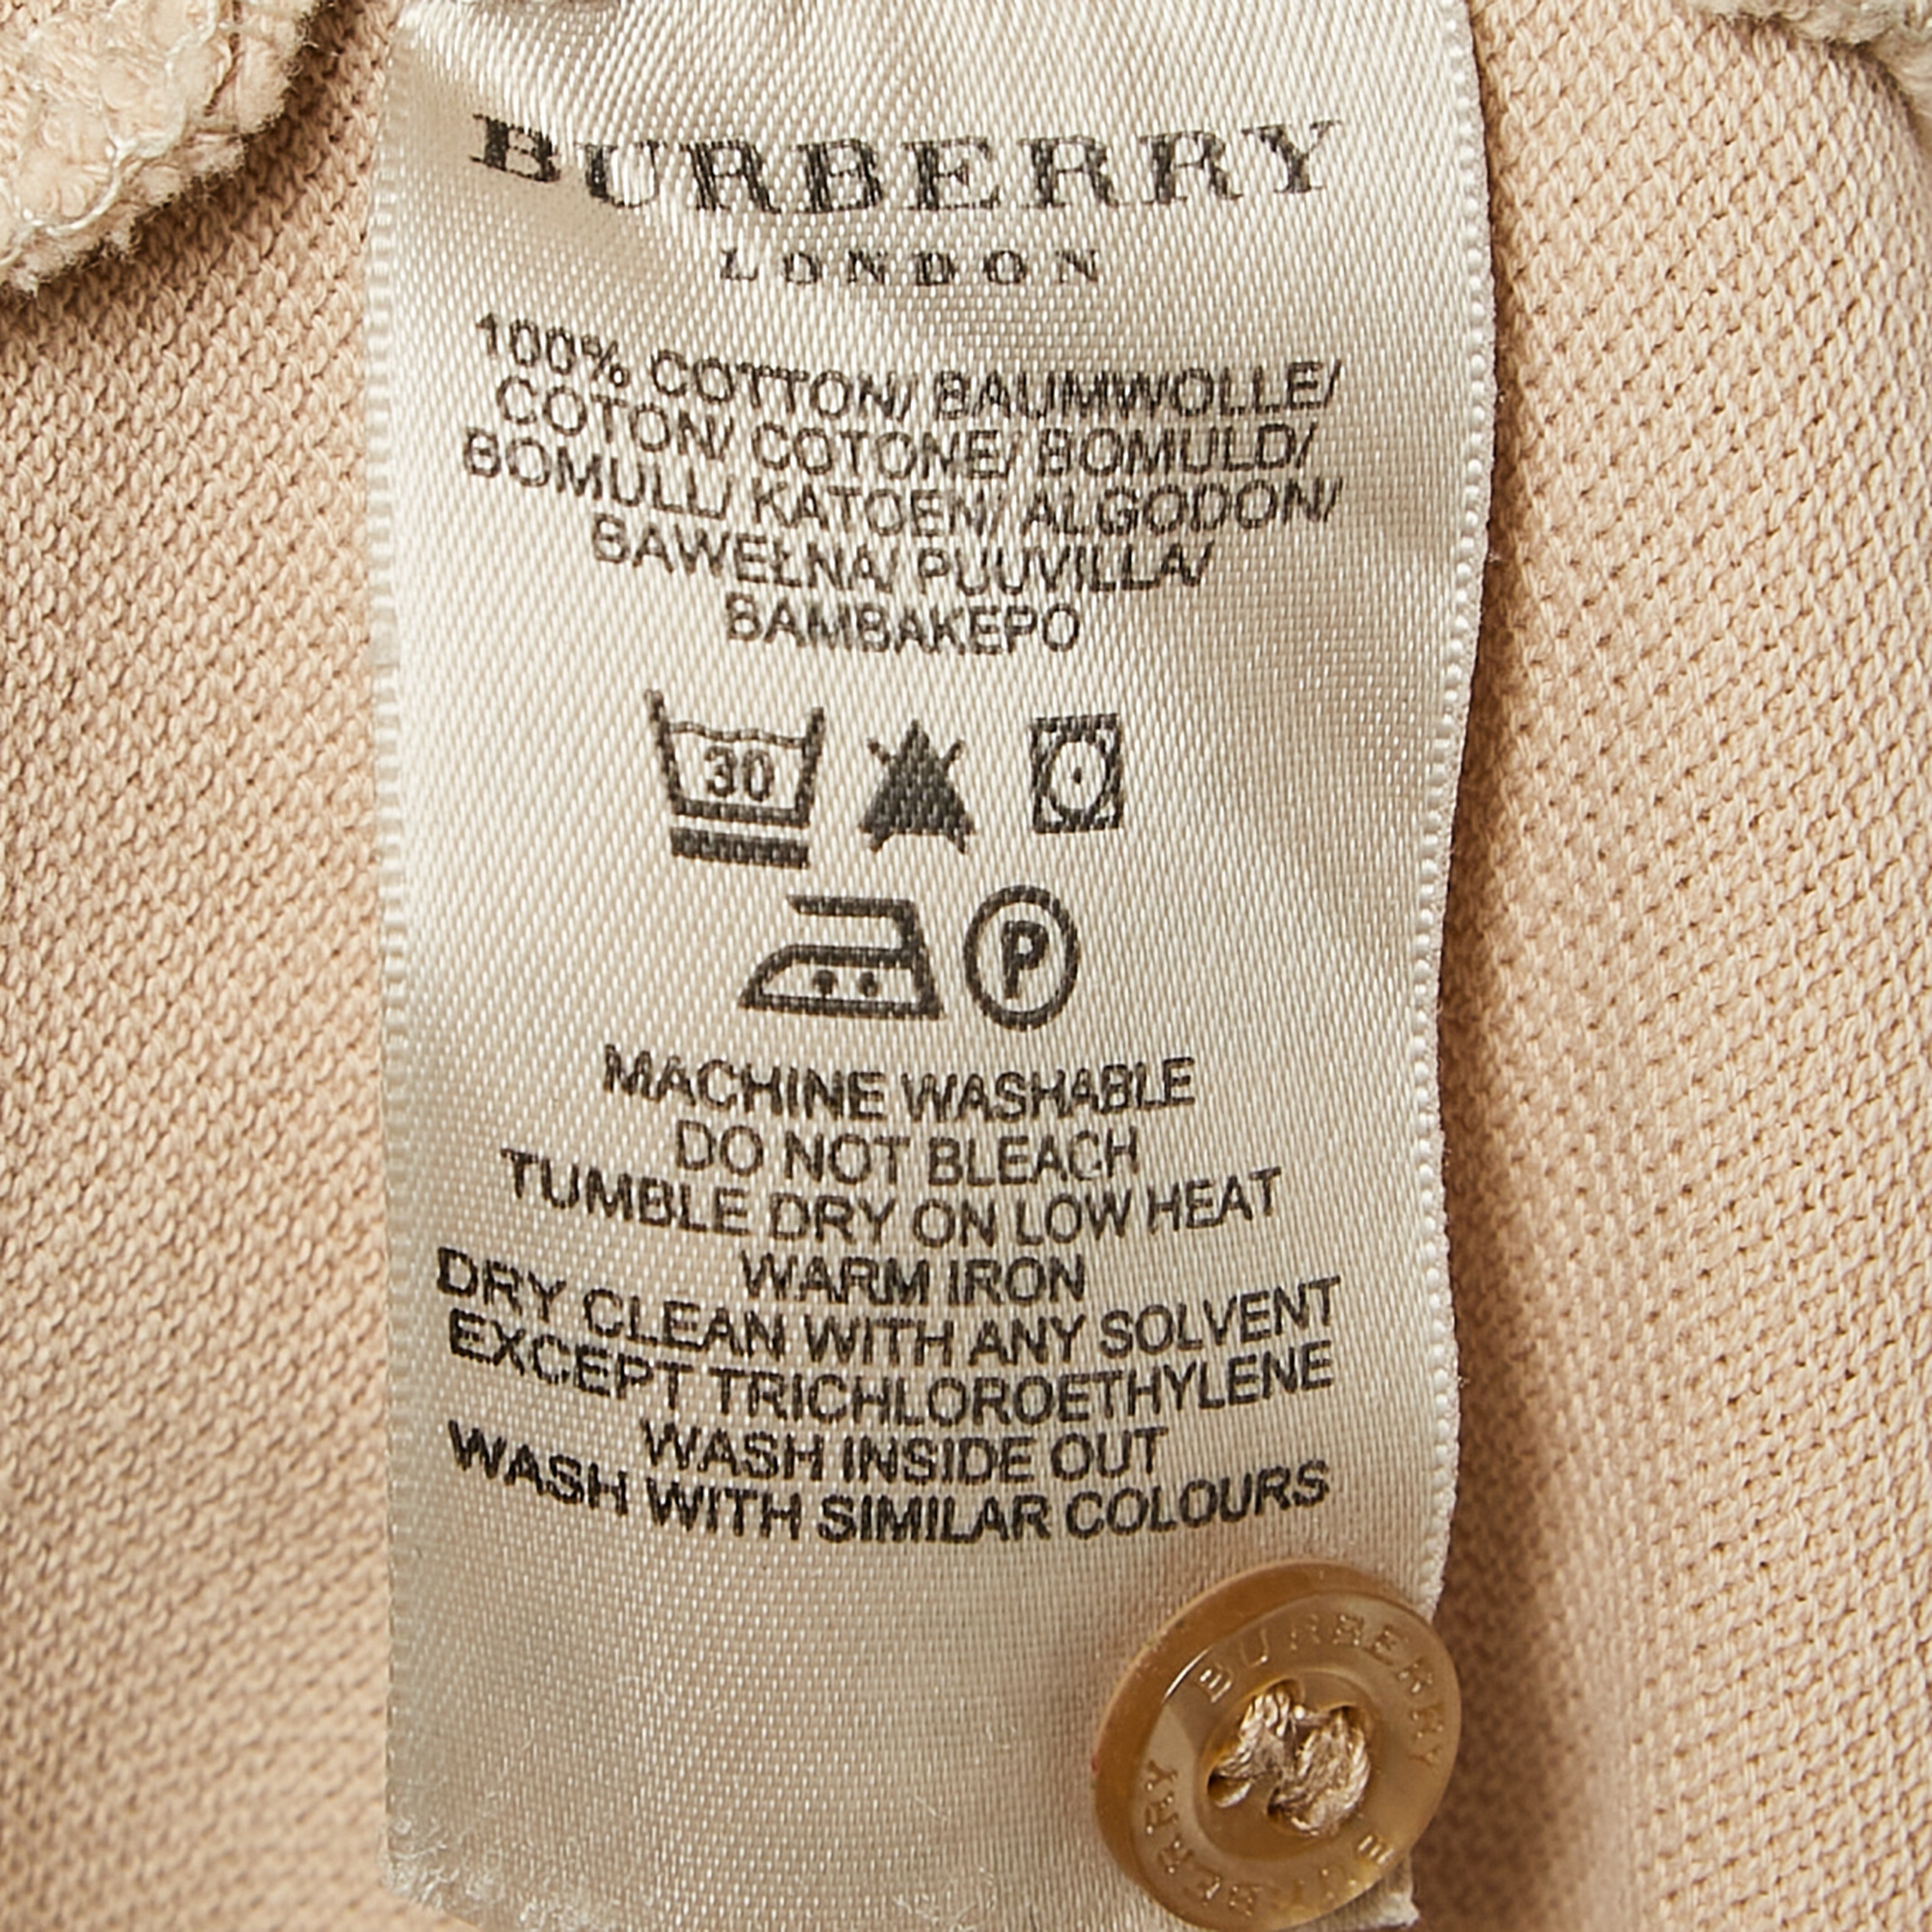 BURBERRY
LONDON
100% COTTON/ BAUMWOLLE/
COTON/ COTONE/ BOMULD/
BOMULL/ KATOEN/ ALGODON/
BAWEŁNA/ PUUVILLA/
BAMBAKEPO
30
P
MACHINE WASHABLE
DO NOT BLEACH
TUMBLE DRY ON LOW HEAT
WARM IRON
DRY CLEAN WITH ANY SOLVENT
EXCEPT TRICHLOROETHYLENE
WASH INSIDE OUT
WASH WITH SIMILAR COLOURS
BURBERRY
BURBERRY